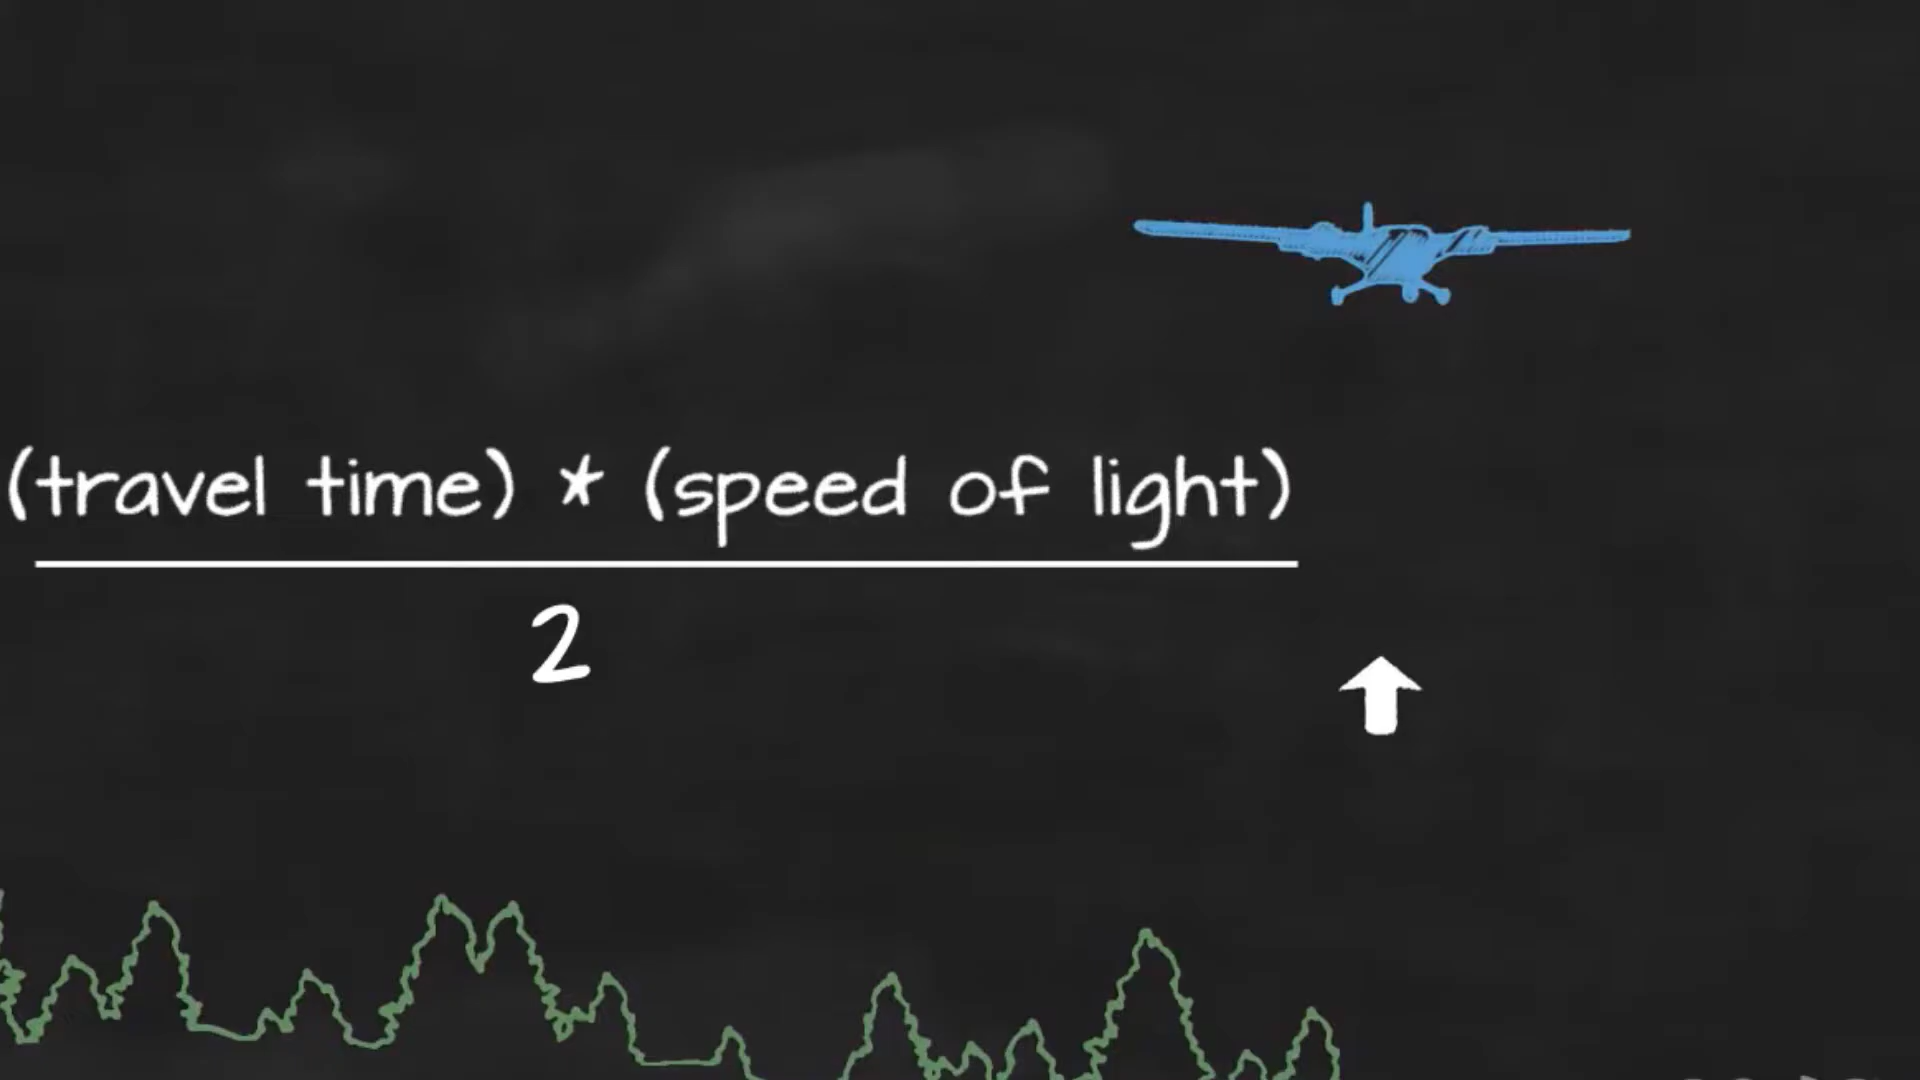 (travel time) * (speed of light)
2